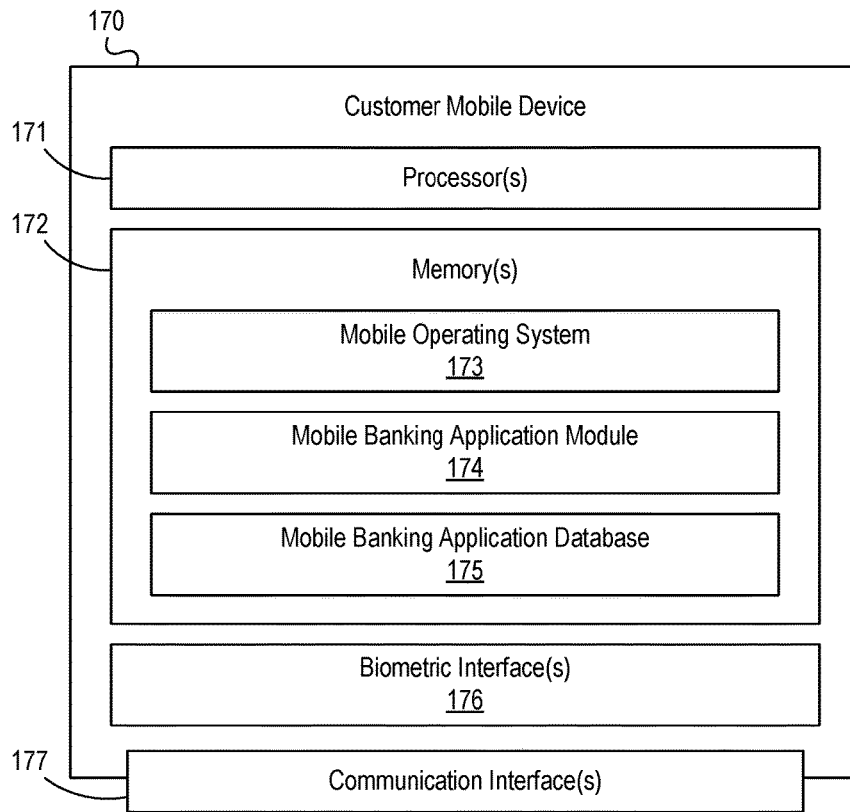 170
Customer Mobile Device
171
Processor(s)
172
Memory(s)
Mobile Operating System
173
Mobile Banking Application Module
174
Mobile Banking Application Database
175
Biometric Interface(s)
176
177
Communication Interface(s)